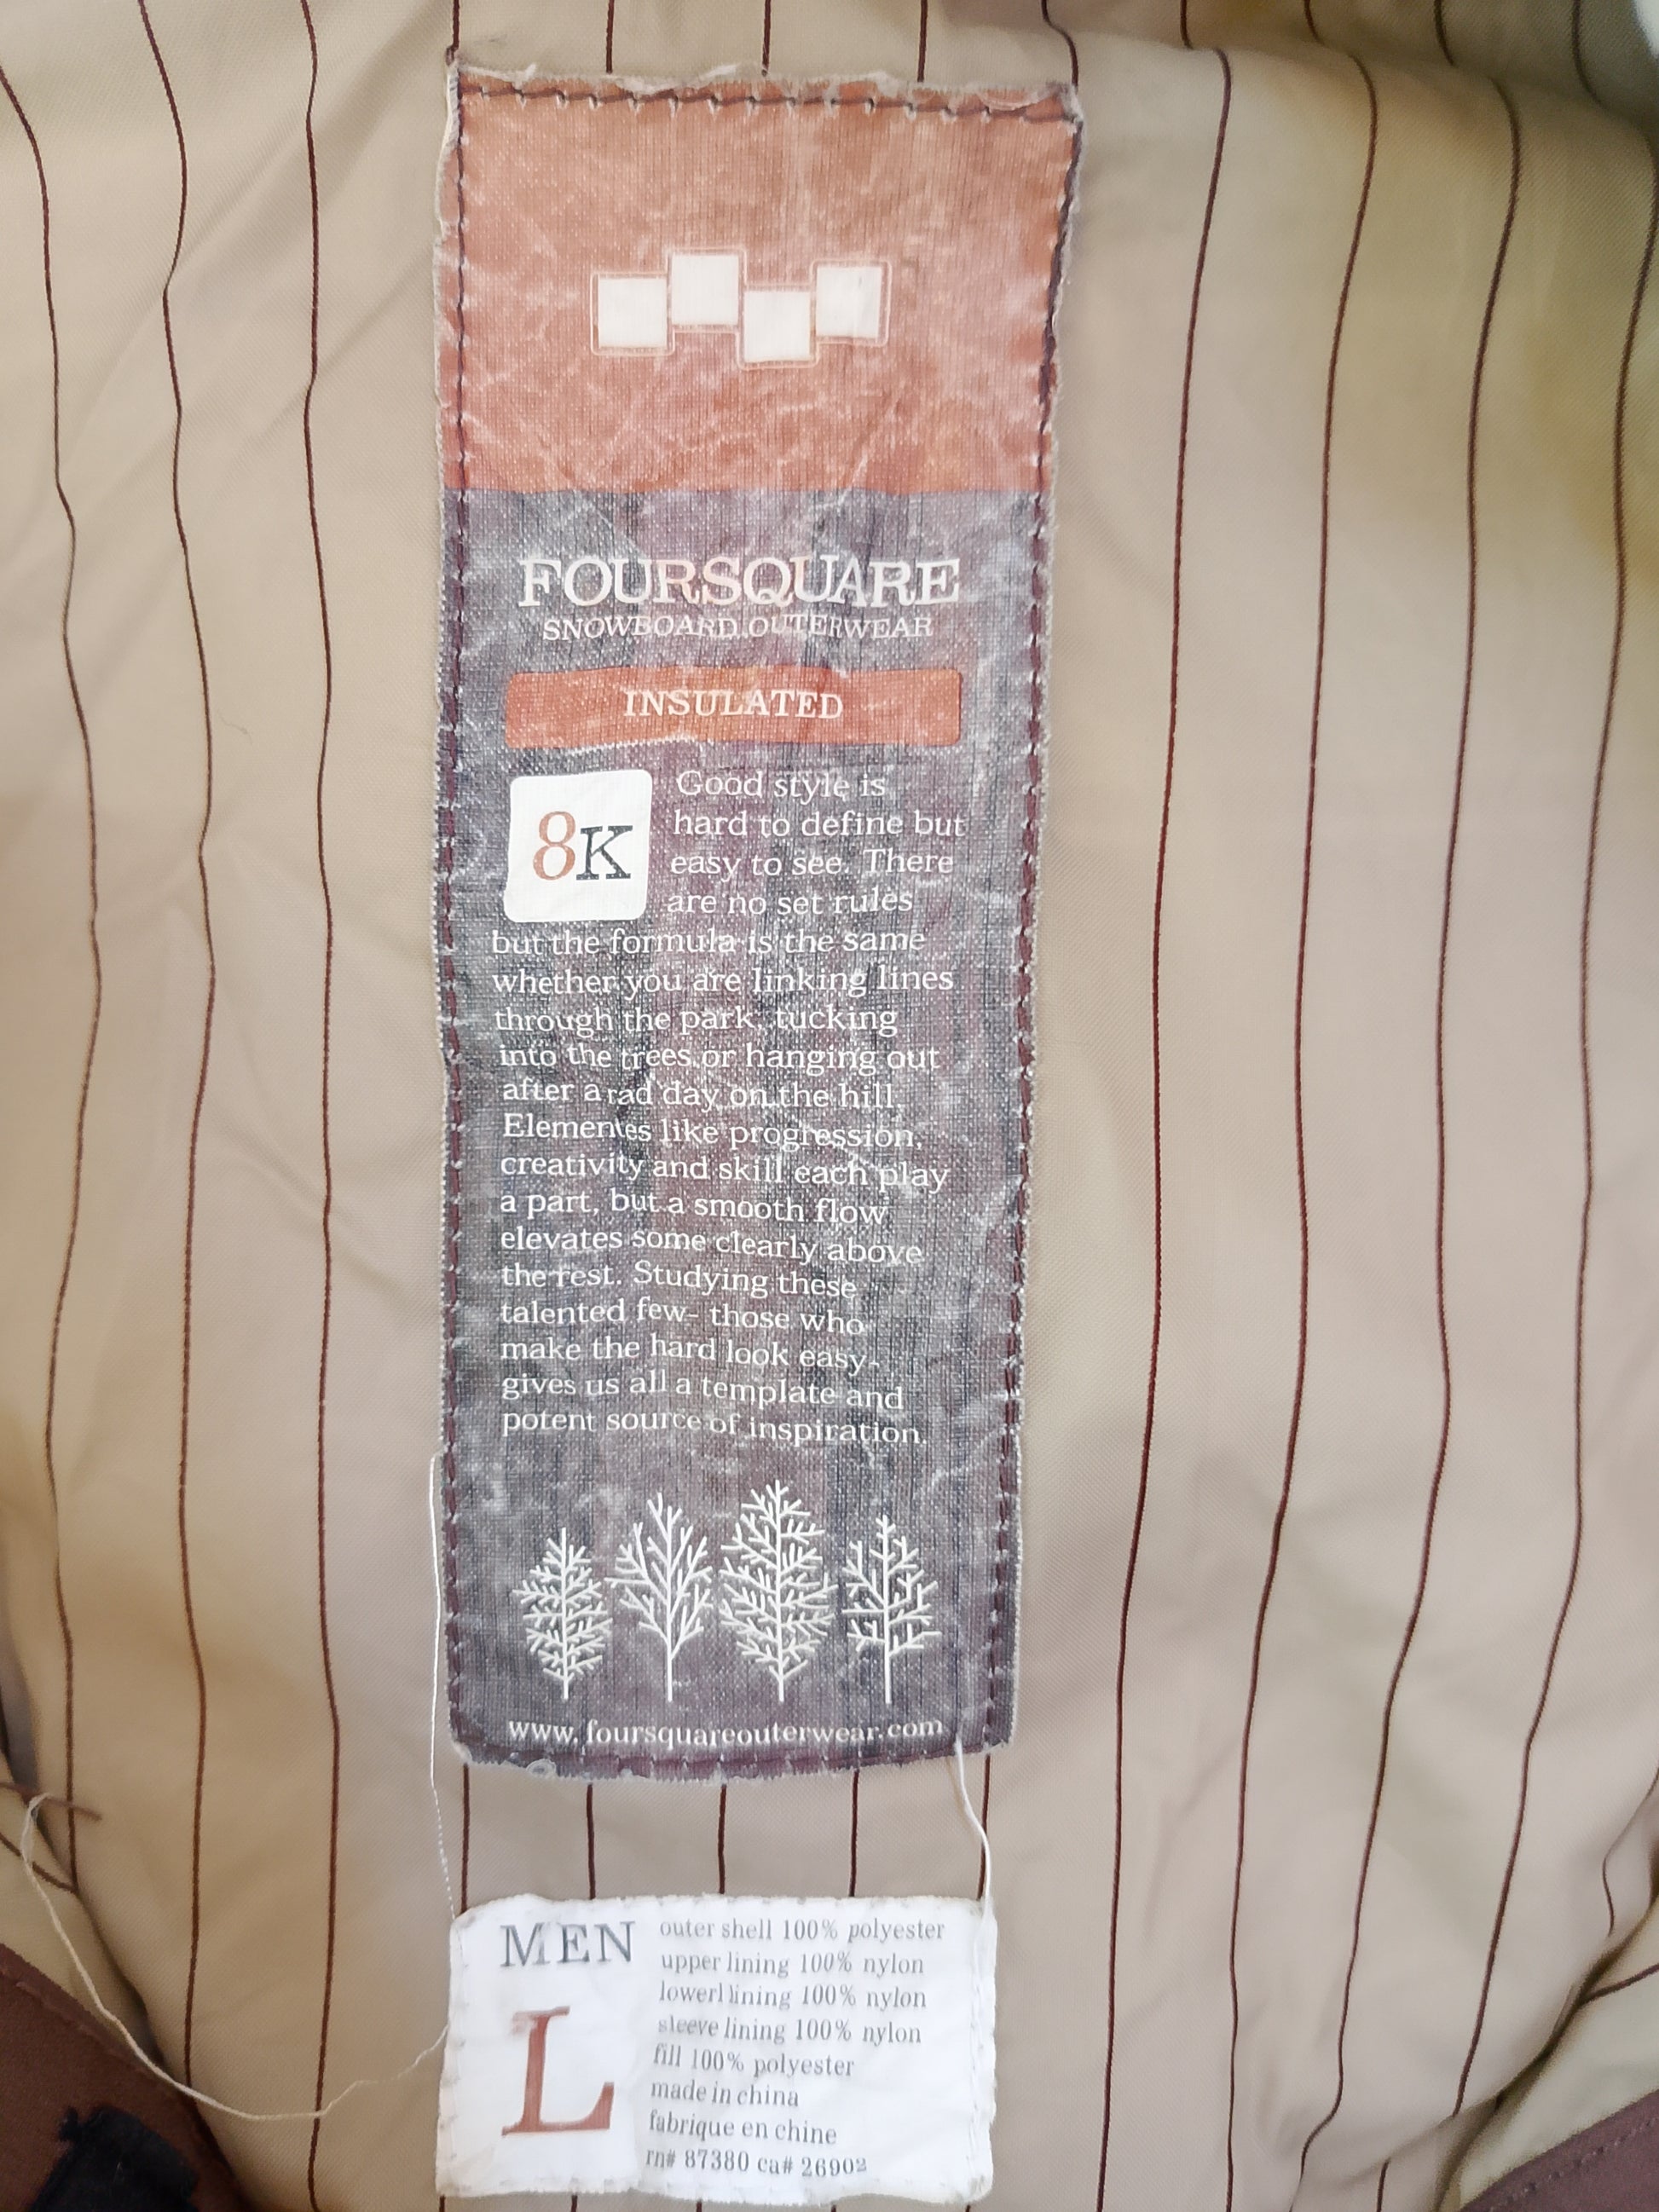 FOURSQUARE
SNOWBOARD OUTERWEAR
INSULATED
8K
Good style is
hard to define but
easy to see. There
are no set rules
but the formula is the same
whether you are linking lines
through the park, tucking
into the trees or hanging out
after a rad day on the hill.
Elements like progression,
creativity and skill each play
a part, but a smooth flow
elevates some clearly above
the rest. Studying these
talented few- those who
make the hard look easy-
gives us all a template and
potent source of inspiration.
www.foursquareouterwear.com
MEN
L
outer shell 100% polyester
upper lining 100% nylon
lower lining 100% nylon
sleeve lining 100% nylon
fill 100% polyester
made in china
fabrique en chine
rn# 87380 ca# 26902